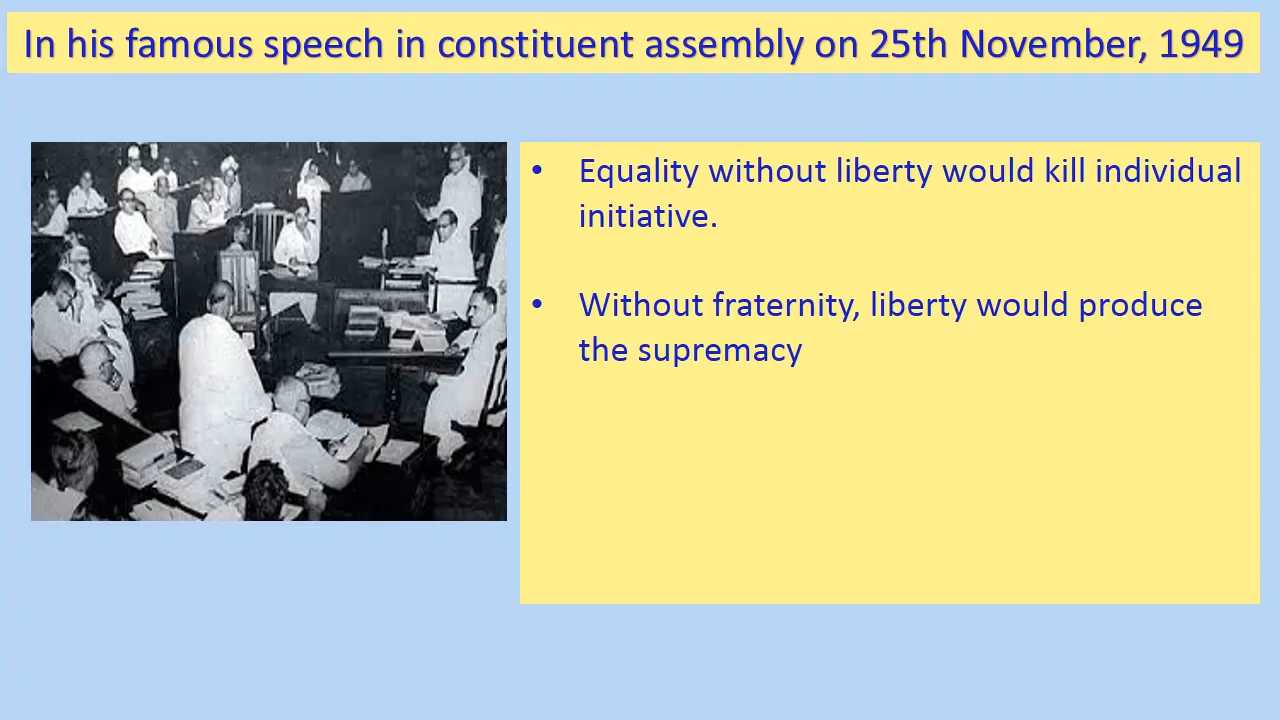 In his famous speech in constituent assembly on 25th November, 1949
• Equality without liberty would kill individual
initiative.
• Without fraternity, liberty would produce
the supremacy